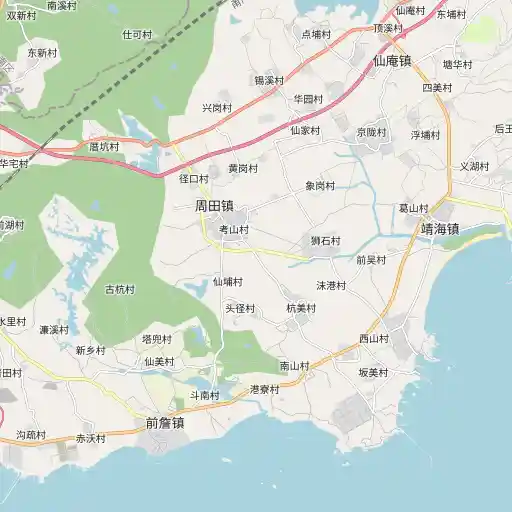 南溪村
双新村
仕可村
东新村
仙庵村
东埔村
点埔村
顶溪村
仙庵镇
塘华村
锡溪村
四美村
兴岗村
华园村
仙家村
京陇村
浮埔村
后王
厝坑村
华宅村
黄岗村
义湖村
径口村
象岗村
周田镇
葛山村
前湖村
考山村
狮石村
靖海镇
前吴村
古杭村
仙埔村
沫港村
水里村
濂溪村
头径村
杭美村
塔兜村
西山村
新乡村
仙美村
南山村
田村
坂美村
斗南村
港寮村
前詹镇
沟疏村
赤沃村